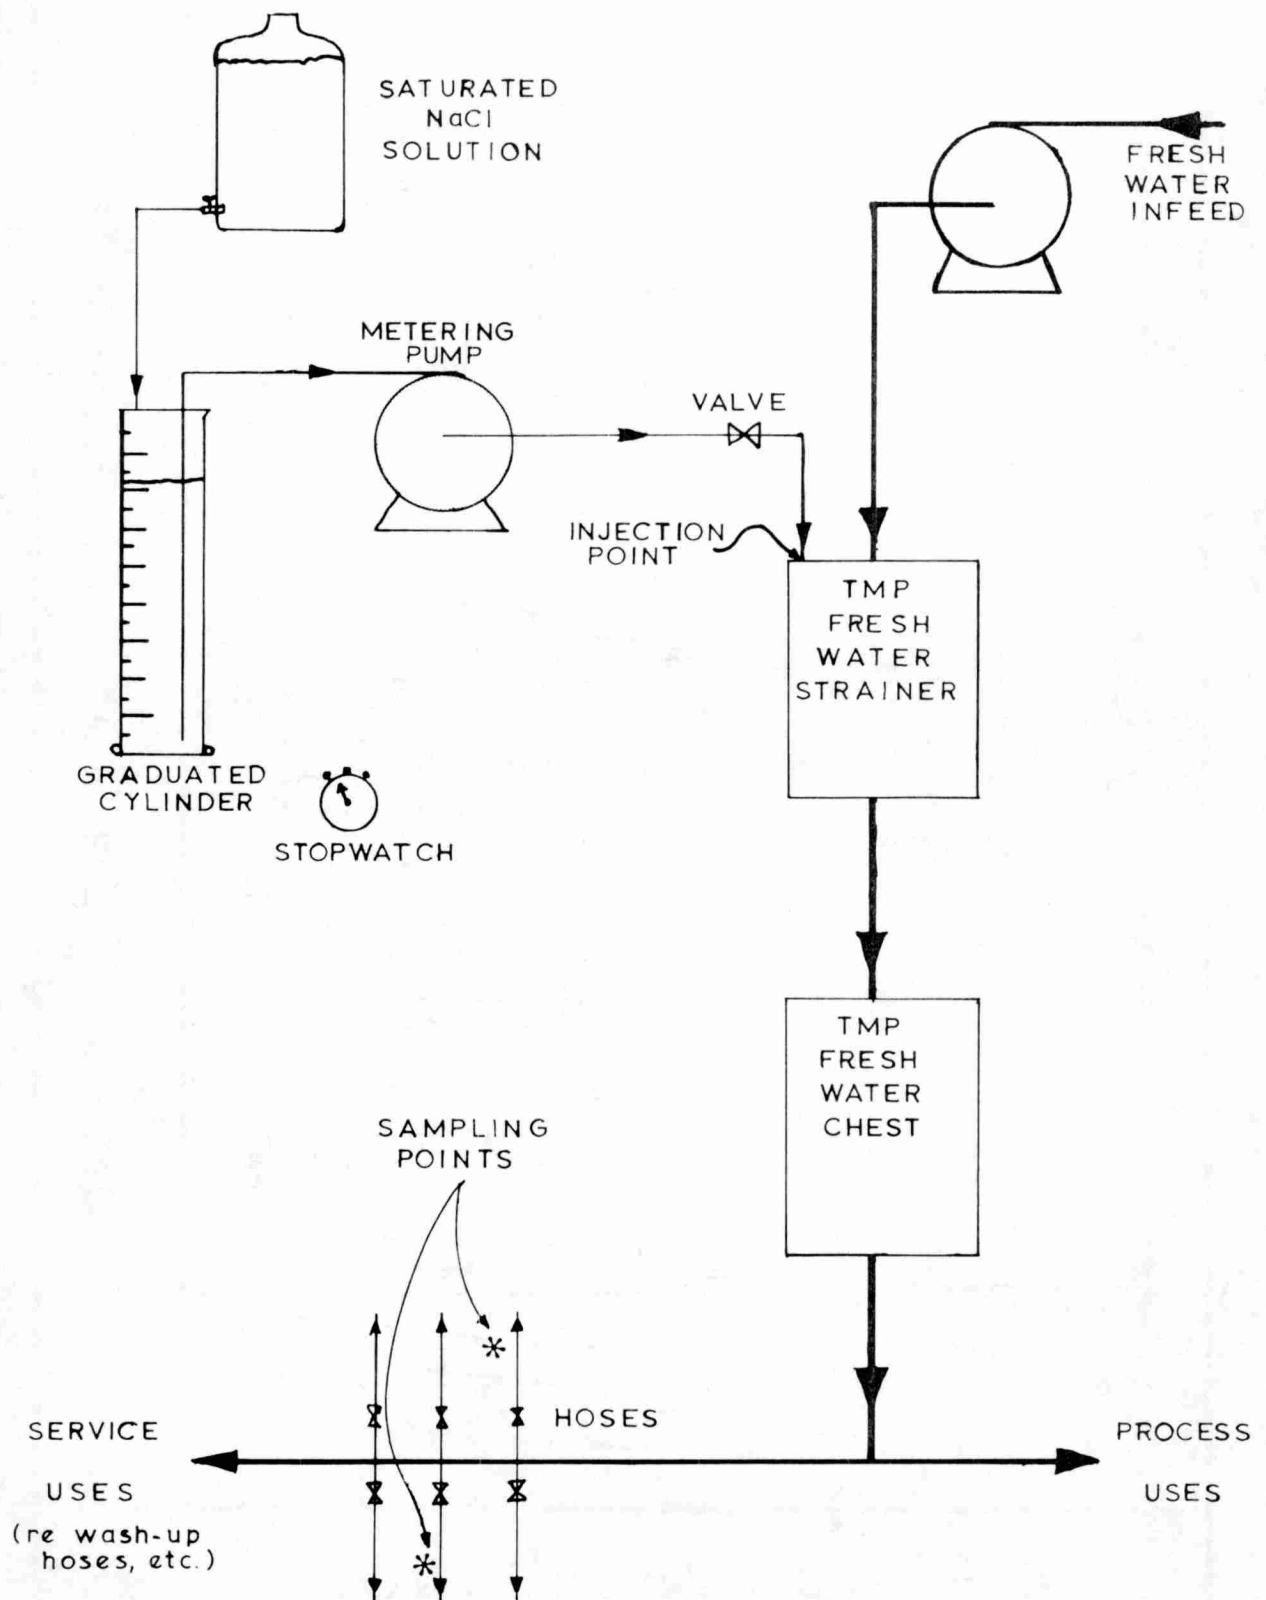 SATURATED
NaCl
SOLUTION
FRESH
WATER
INFEED
METERING
PUMP
VALVE
INJECTION
POINT
TMP
FRESH
WATER
STRAINER
GRADUATED
CYLINDER
STOPWATCH
TMP
FRESH
WATER
CHEST
SAMPLING
POINTS
HOSES
SERVICE
USES
(re wash-up
hoses, etc.)
PROCESS
USES